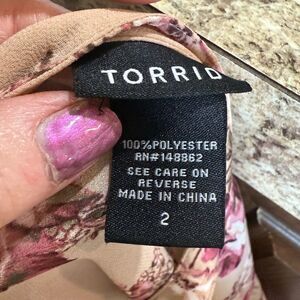 TORRID
100%POLYESTER
RN#148862
SEE CARE ON
REVERSE
MADE IN CHINA
2